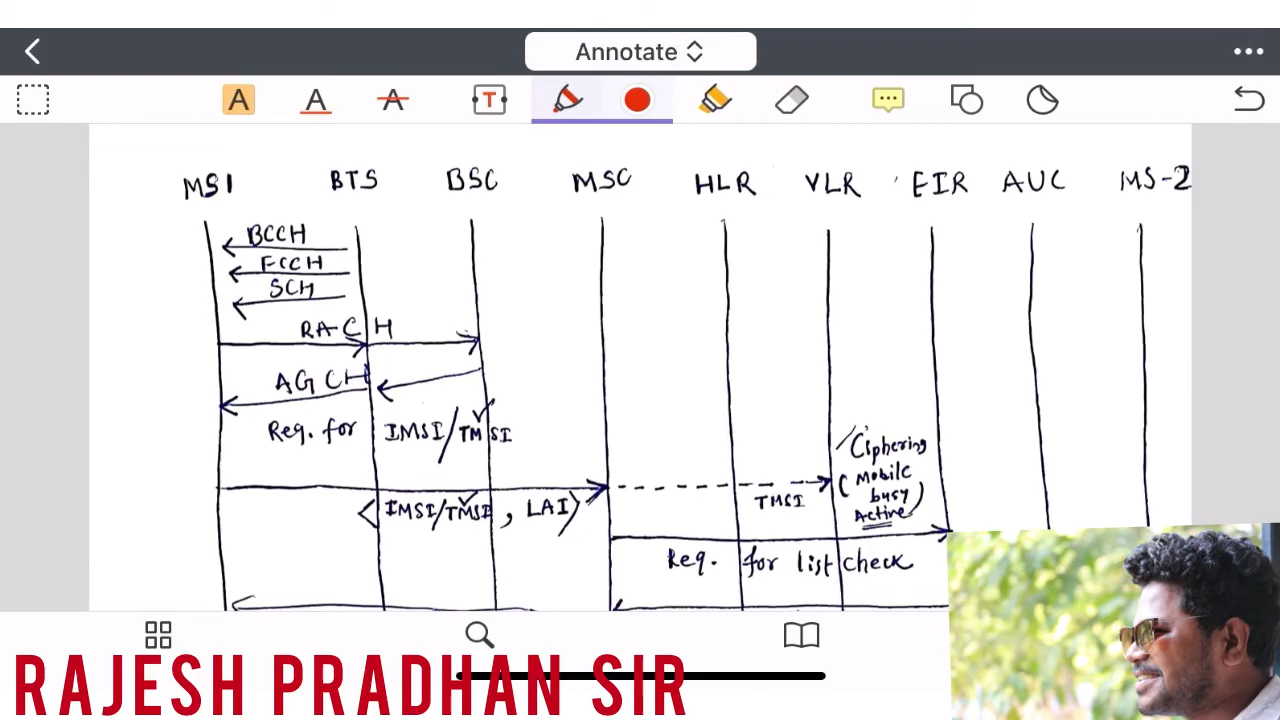 Annotate
A A A T
MSI BTS BSC MSC HLR VLR EIR AUC MS-2
BCCH
FCCH
SCH
RACH
AGCH
Req. for IMSI/TMSI
Ciphering
(Mobile
busy)
Active
TMSI
<IMSI/TMSI, LAI>
Req. for list check
RAJESH PRADHAN SIR